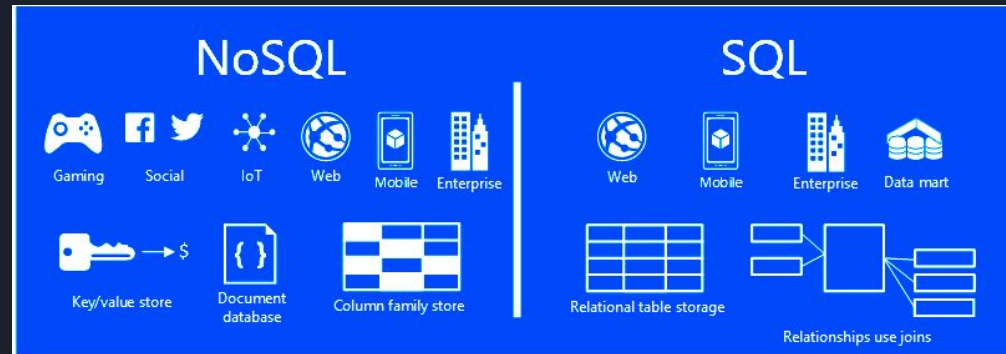 NoSQL
Gaming
Social
IoT
Web
Mobile
Enterprise
$
{ }
Key/value store
Document
database
Column family store
SQL
Web
Mobile
Enterprise
Data mart
Relational table storage
Relationships use joins